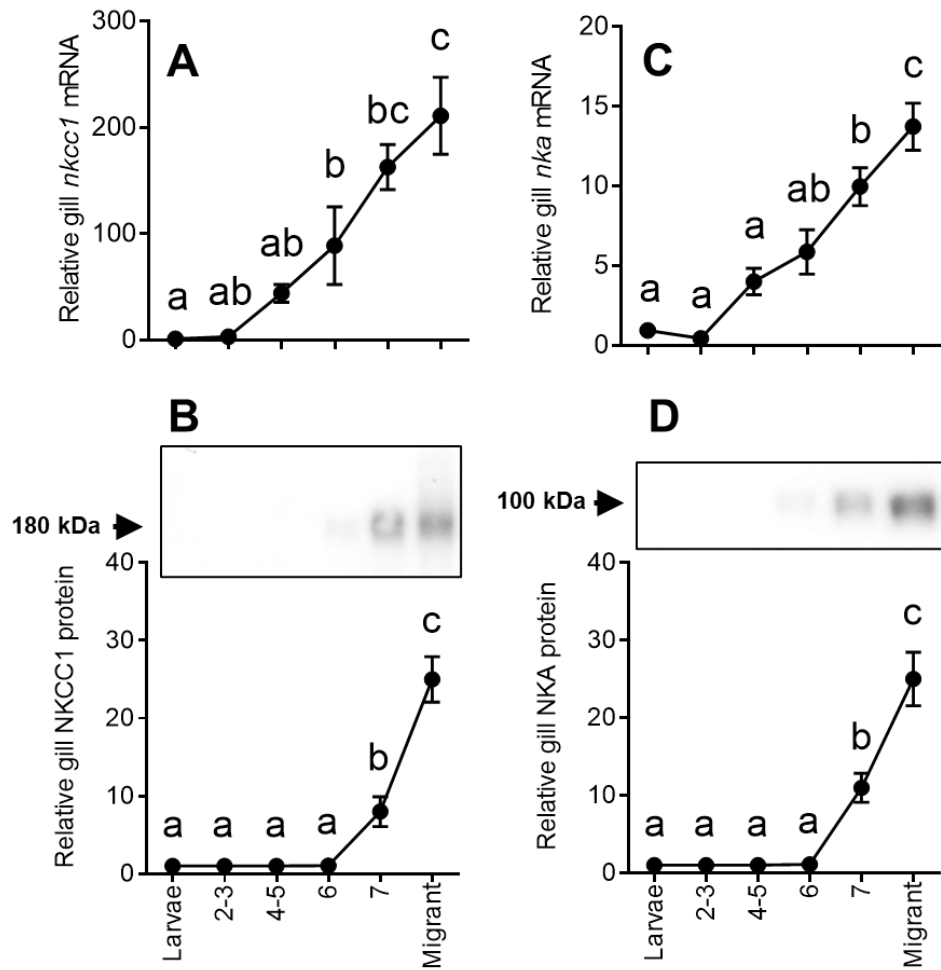 A
Relative gill nkcc1 mRNA
300
200
100
0
a
ab
ab
b
bc
c
C
Relative gill nka mRNA
20
15
10
5
0
a
a
a
ab
b
c
B
180 kDa
Relative gill NKCC1 protein
40
30
20
10
0
a
a
a
a
b
c
Larvae
2-3
4-5
6
7
Migrant
D
100 kDa
Relative gill NKA protein
40
30
20
10
0
a
a
a
a
b
c
Larvae
2-3
4-5
6
7
Migrant